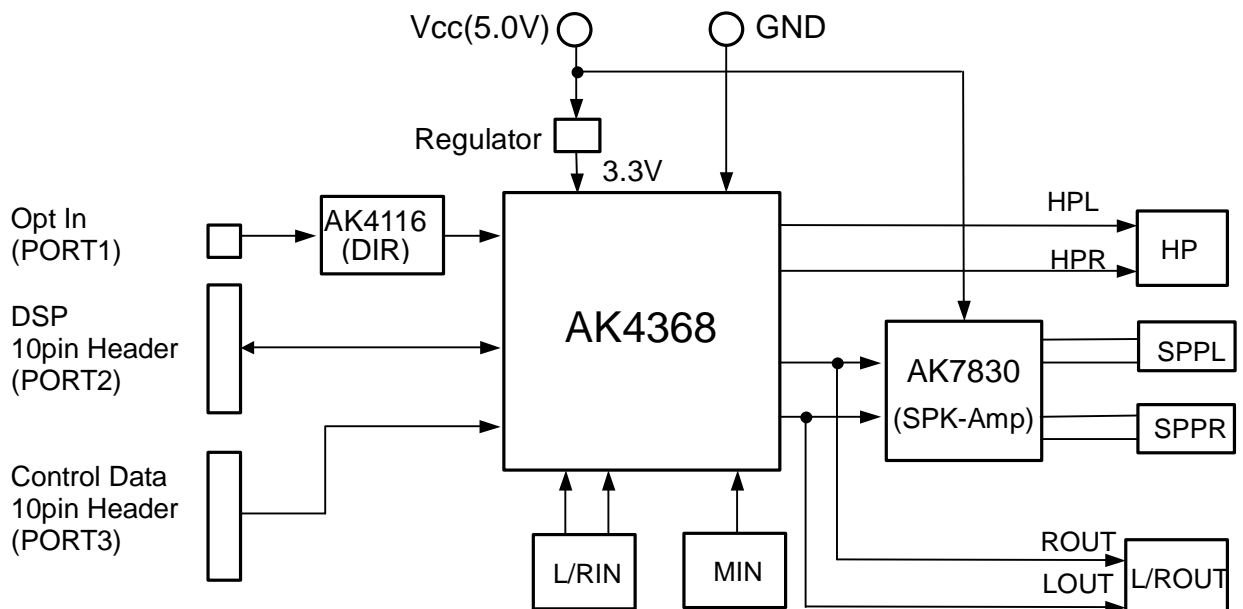 Vcc(5.0V)
GND
Regulator
3.3V
Opt In
(PORT1)
AK4116
(DIR)
DSP
10pin Header
(PORT2)
Control Data
10pin Header
(PORT3)
AK4368
HPL
HPR
HP
AK7830
(SPK-Amp)
SPPL
SPPR
L/RIN
MIN
ROUT
LOUT
L/ROUT